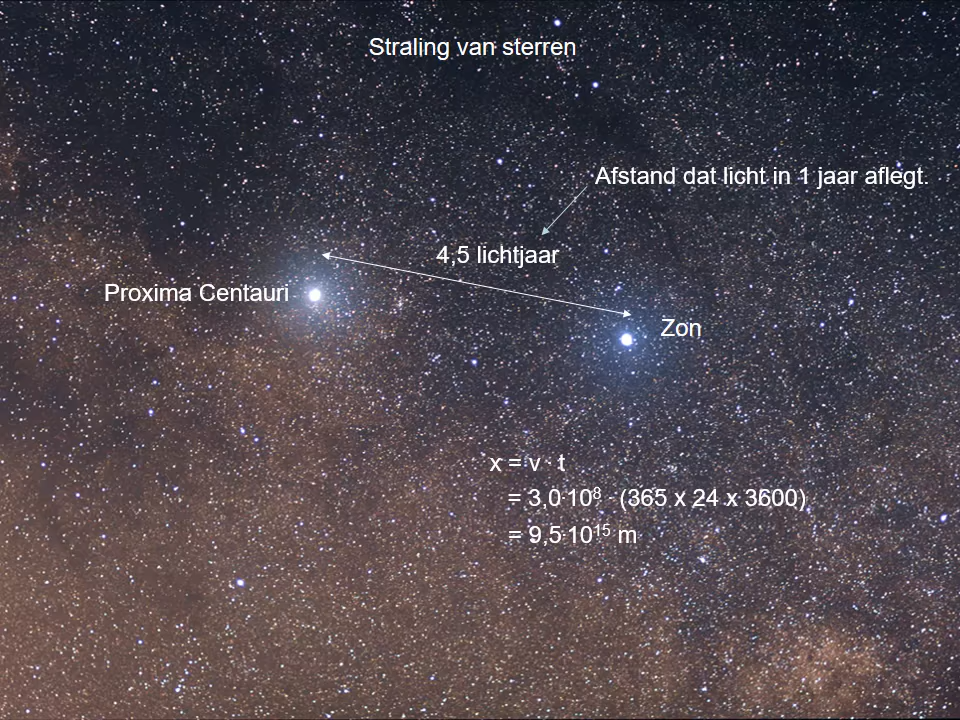 Straling van sterren
Afstand dat licht in 1 jaar aflegt.
4,5 lichtjaar
Proxima Centauri
Zon
x = v · t
= 3,0·10⁸ · (365 x 24 x 3600)
= 9,5·10¹⁵ m